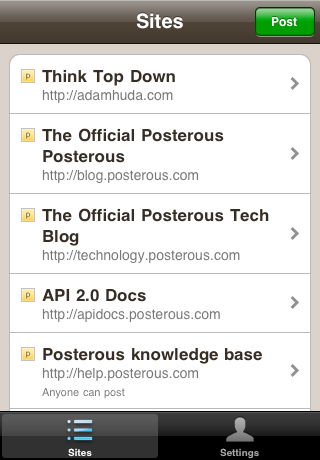 Sites
Post
Think Top Down
http://adamhuda.com
The Official Posterous
Posterous
http://blog.posterous.com
The Official Posterous Tech
Blog
http://technology.posterous.com
API 2.0 Docs
http://apidocs.posterous.com
Posterous knowledge base
http://help.posterous.com
Anyone can post
Sites
Settings